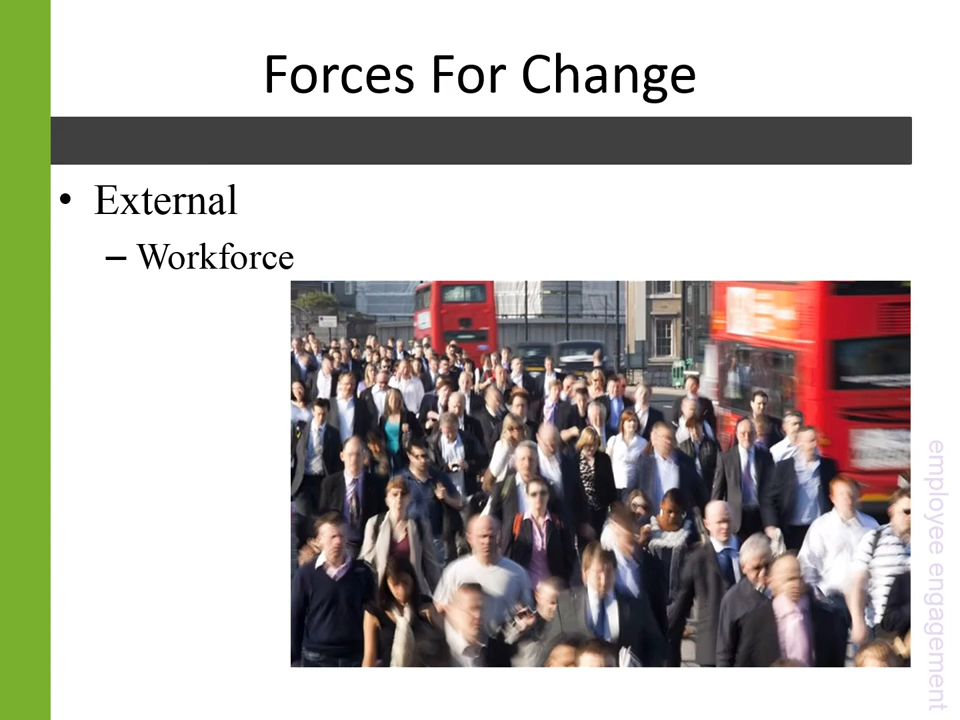 Forces For Change
• External
– Workforce
employee engagement